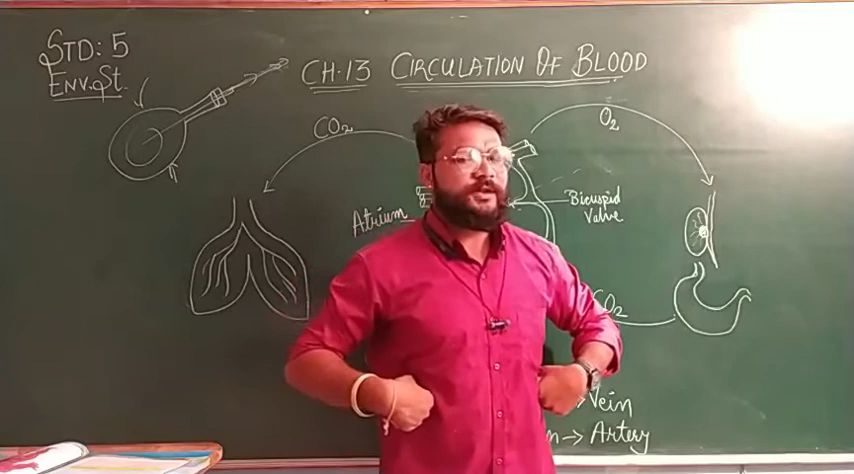 STD: 5
ENV. St.
CH.13 CIRCULATION OF BLOOD
CO2
O2
Bicuspid
Valve
Atrium
CO2
→ Vein
→ Artery